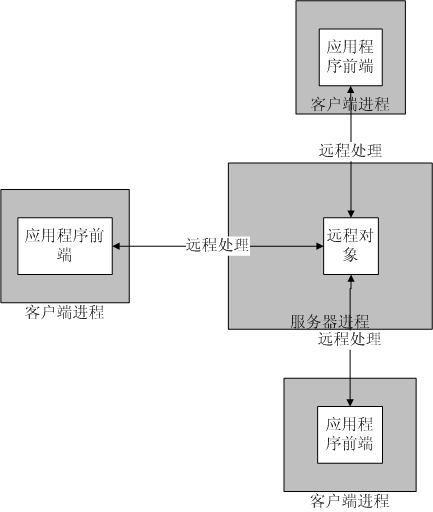 应用程
序前端
客户端进程
远程处理
应用程序前
端
客户端进程
远程处理
远程对
象
服务器进程
远程处理
应用程
序前端
客户端进程